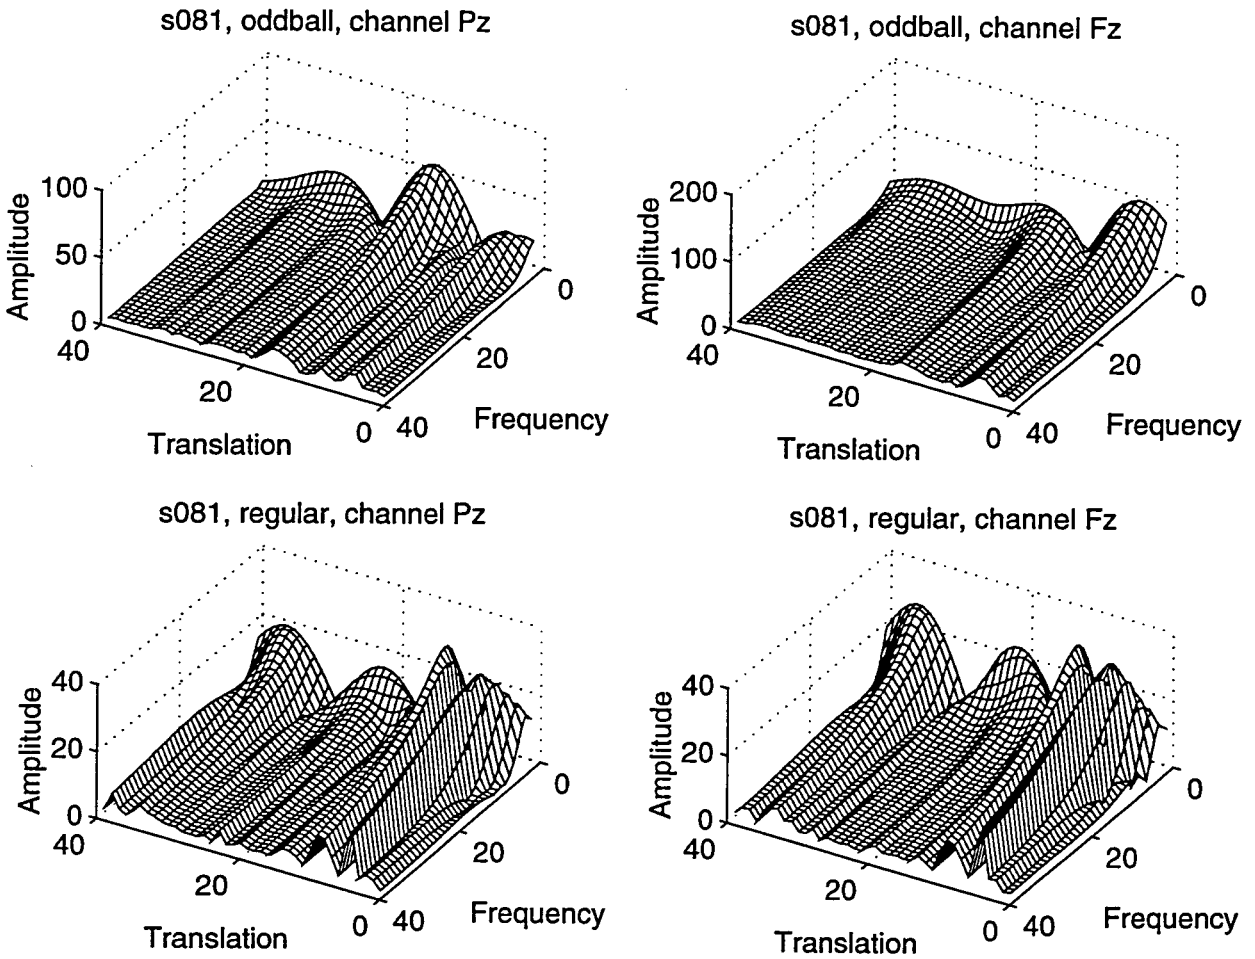 s081, oddball, channel Pz
100
50
0
Amplitude
40
20
0
Translation
40
20
0
Frequency
s081, oddball, channel Fz
200
100
0
Amplitude
40
20
0
Translation
40
20
0
Frequency
s081, regular, channel Pz
40
20
0
Amplitude
40
20
0
Translation
40
20
0
Frequency
s081, regular, channel Fz
40
20
0
Amplitude
40
20
0
Translation
40
20
0
Frequency